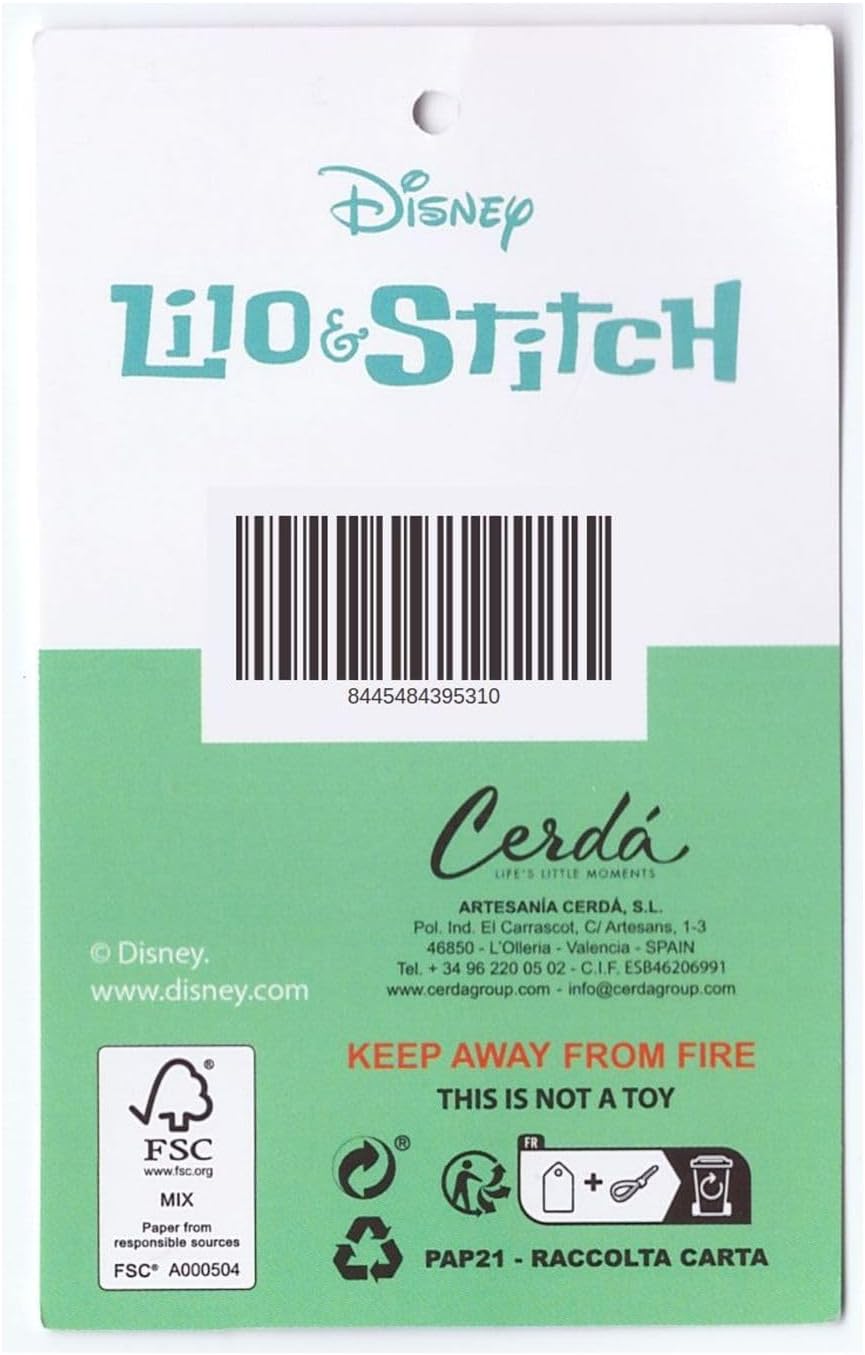 Disney
Lilo & Stitch
8445484395310
Cerdá
LIFE'S LITTLE MOMENTS
ARTESANÍA CERDÁ, S.L.
Pol. Ind. El Carrascot, C/ Artesans, 1-3
46850 - L'Olleria - Valencia - SPAIN
Tel. + 34 96 220 05 02 - C.I.F. ESB46206991
www.cerdagroup.com - info@cerdagroup.com
© Disney.
www.disney.com
KEEP AWAY FROM FIRE
THIS IS NOT A TOY
®
FSC
www.fsc.org
MIX
Paper from
responsible sources
FSC® A000504
®
FR
+
PAP21 - RACCOLTA CARTA